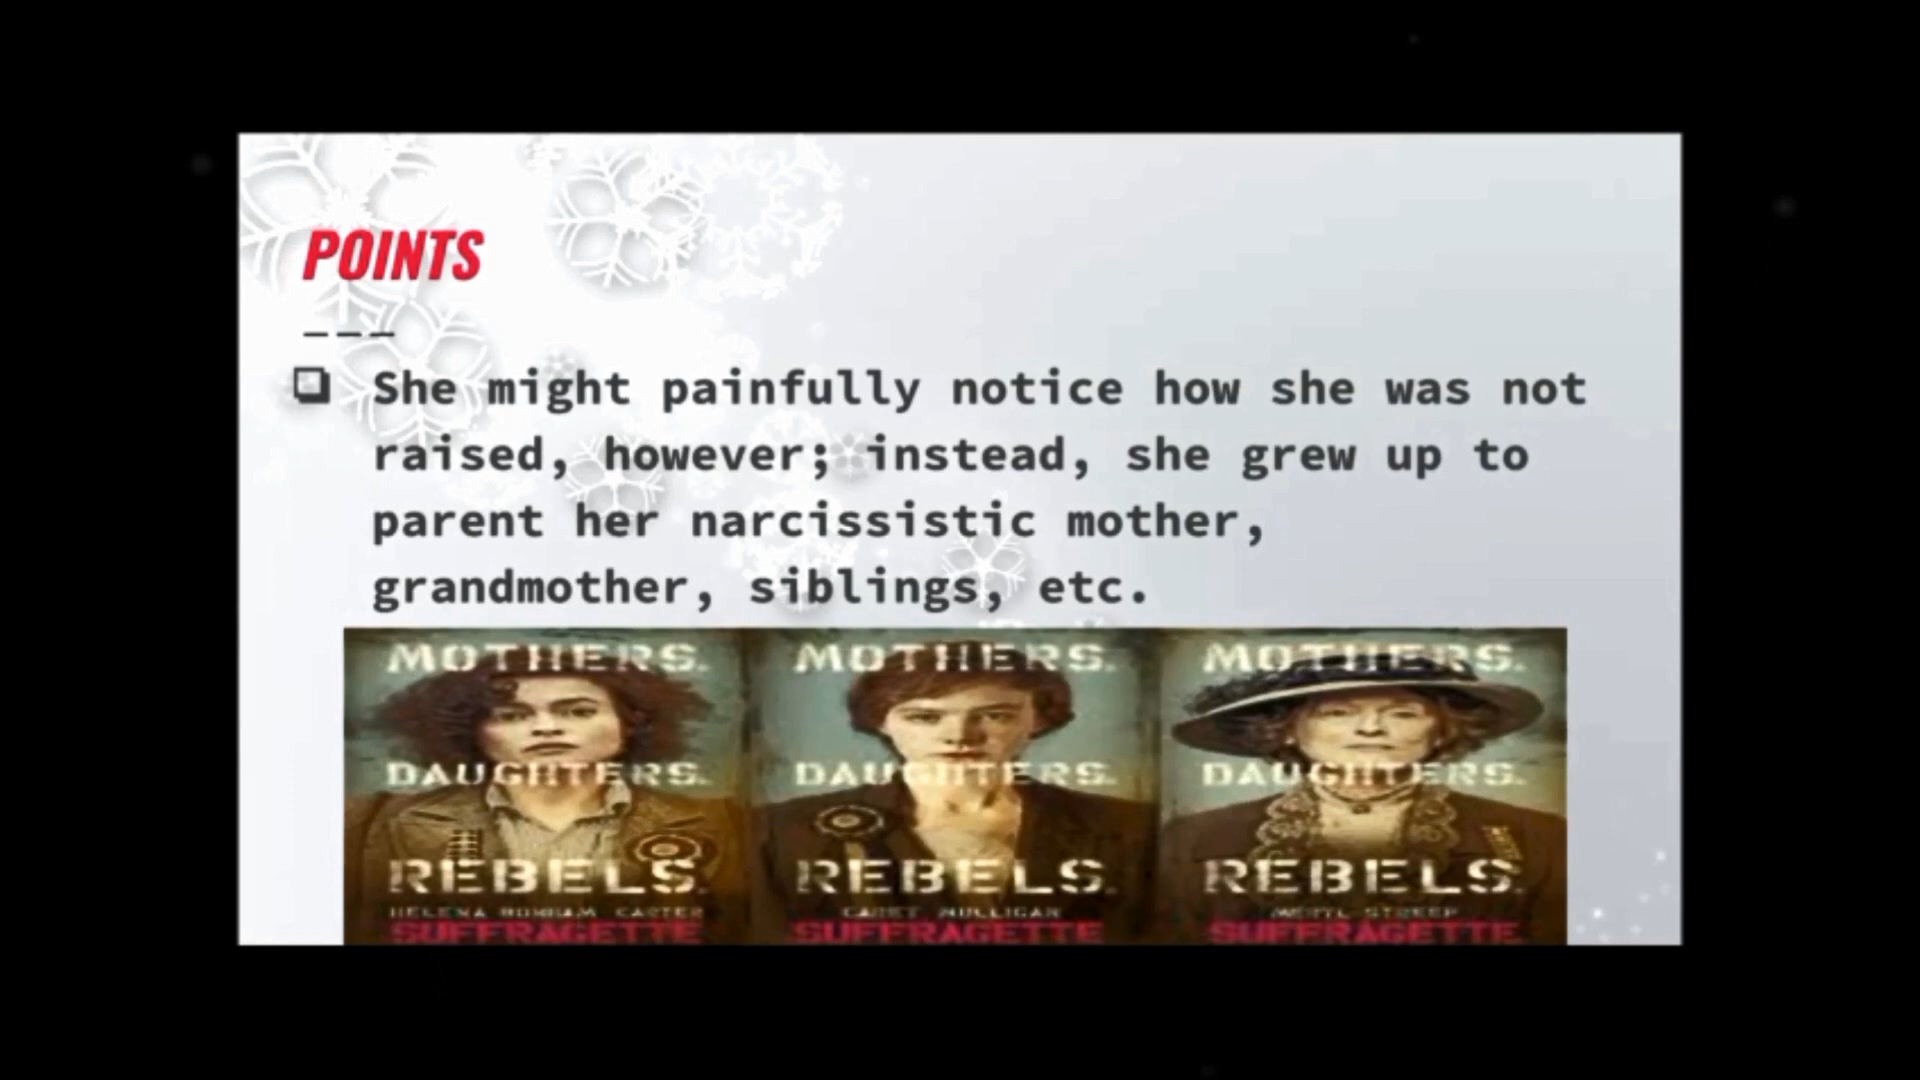 POINTS
---
She might painfully notice how she was not
raised, however; instead, she grew up to
parent her narcissistic mother,
grandmother, siblings, etc.
MOTHERS. MOTHERS. MOTHERS.
DAUGHTERS. DAUGHTERS. DAUGHTERS.
REBELS. REBELS. REBELS.
HELENA BONHAM CARTER CAREY MULLIGAN MERYL STREEP
SUFFRAGETTE SUFFRAGETTE SUFFRAGETTE